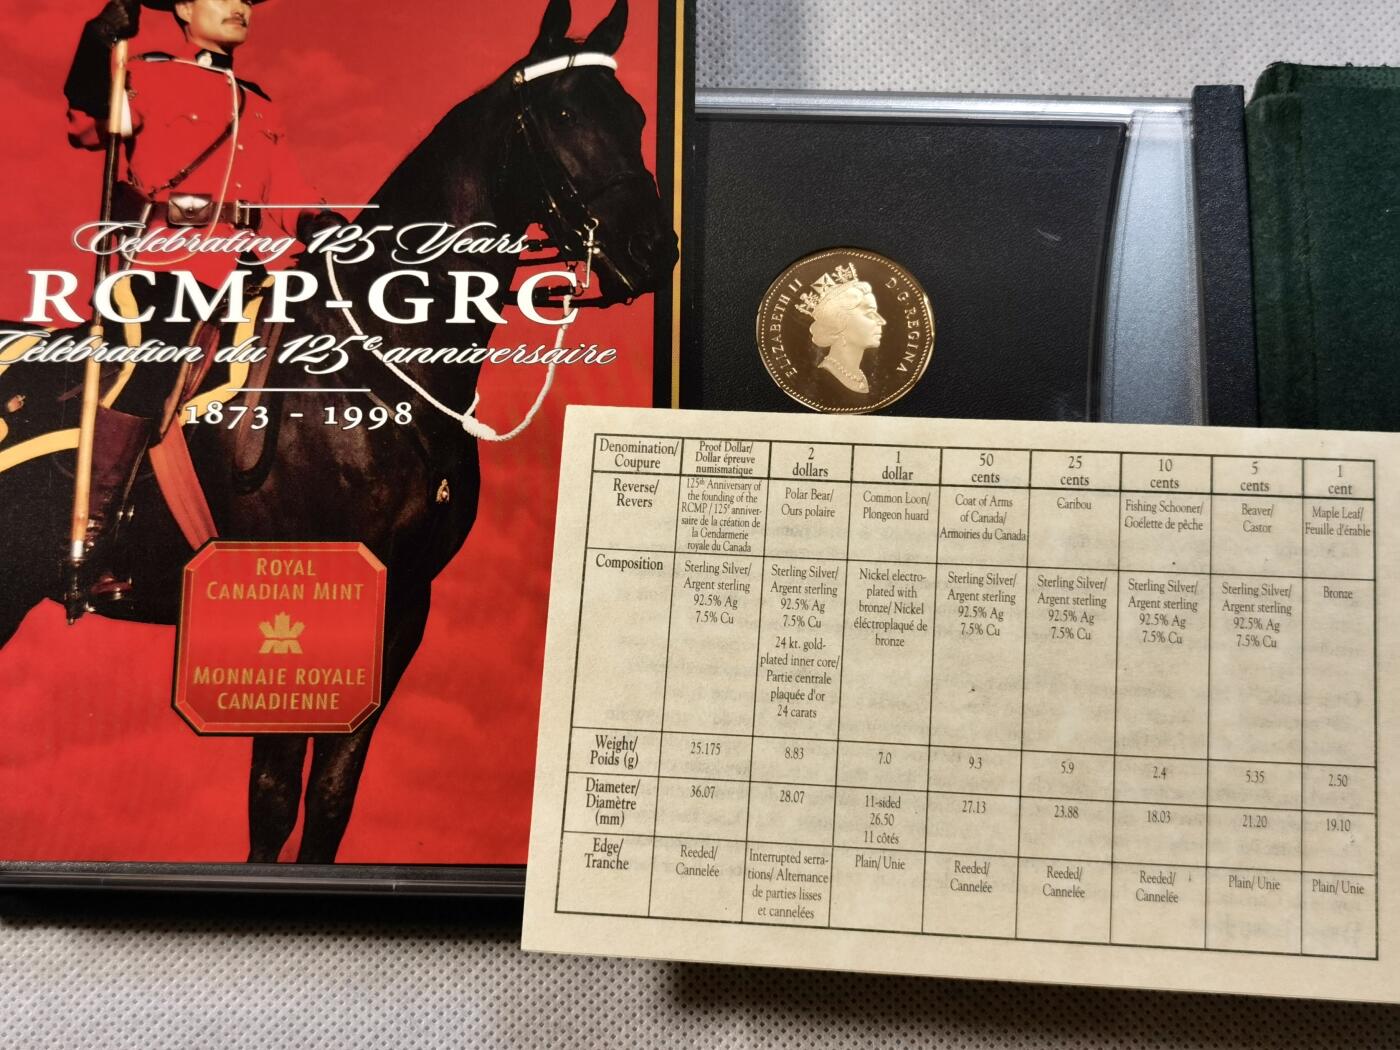 Celebrating 125 Years
RCMP-GRC
Célébration du 125e anniversaire
1873 - 1998
ROYAL
CANADIAN MINT
MONNAIE ROYALE
CANADIENNE
ELIZABETH II D·G·REGINA
Denomination/
Coupure
Proof Dollar/
Dollar épreuve
numismatique
2
dollars
1
dollar
50
cents
25
cents
10
cents
5
cents
1
cent
Reverse/
Revers
125th Anniversary of
the founding of the
RCMP / 125e anniver-
saire de la création de
la Gendarmerie
royale du Canada
Polar Bear/
Ours polaire
Common Loon/
Plongeon huard
Coat of Arms
of Canada/
Armoiries du Canada
Caribou
Fishing Schooner/
Goélette de pêche
Beaver/
Castor
Maple Leaf/
Feuille d'érable
Composition
Sterling Silver/
Argent sterling
92.5% Ag
7.5% Cu
Sterling Silver/
Argent sterling
92.5% Ag
7.5% Cu
24 kt. gold-
plated inner core/
Partie centrale
plaquée d'or
24 carats
Nickel electro-
plated with
bronze/ Nickel
éléctroplaqué de
bronze
Sterling Silver/
Argent sterling
92.5% Ag
7.5% Cu
Sterling Silver/
Argent sterling
92.5% Ag
7.5% Cu
Sterling Silver/
Argent sterling
92.5% Ag
7.5% Cu
Sterling Silver/
Argent sterling
92.5% Ag
7.5% Cu
Bronze
Weight/
Poids (g)
25.175
8.83
7.0
9.3
5.9
2.4
5.35
2.50
Diameter/
Diamètre
(mm)
36.07
28.07
11-sided
26.50
11 côtés
27.13
23.88
18.03
21.20
19.10
Edge/
Tranche
Reeded/
Cannelée
Interrupted serra-
tions/ Alternance
de parties lisses
et cannelées
Plain/ Unie
Reeded/
Cannelée
Reeded/
Cannelée
Reeded/
Cannelée
Plain/ Unie
Plain/ Unie